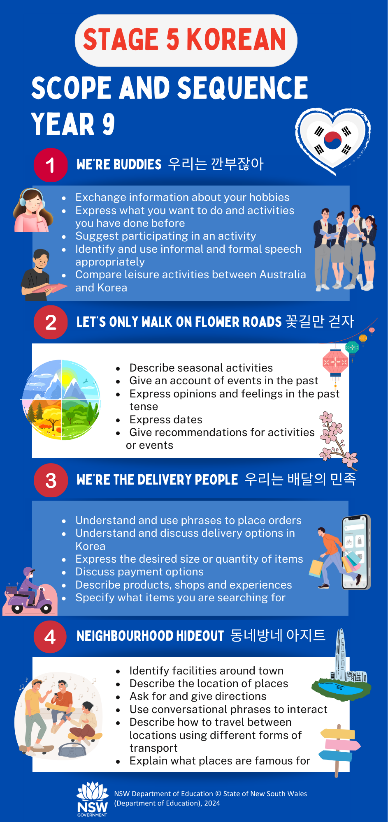 STAGE 5 KOREAN
SCOPE AND SEQUENCE
YEAR 9
1 WE'RE BUDDIES 우리는 깐부잖아
• Exchange information about your hobbies
• Express what you want to do and activities
you have done before
• Suggest participating in an activity
• Identify and use informal and formal speech
appropriately
• Compare leisure activities between Australia
and Korea
2 LET'S ONLY WALK ON FLOWER ROADS 꽃길만 걷자
• Describe seasonal activities
• Give an account of events in the past
• Express opinions and feelings in the past
tense
• Express dates
• Give recommendations for activities
or events
3 WE'RE THE DELIVERY PEOPLE 우리는 배달의 민족
• Understand and use phrases to place orders
• Understand and discuss delivery options in
Korea
• Express the desired size or quantity of items
• Discuss payment options
• Describe products, shops and experiences
• Specify what items you are searching for
4 NEIGHBOURHOOD HIDEOUT 동네방네 아지트
• Identify facilities around town
• Describe the location of places
• Ask for and give directions
• Use conversational phrases to interact
• Describe how to travel between
locations using different forms of
transport
• Explain what places are famous for
NSW
GOVERNMENT
NSW Department of Education © State of New South Wales
(Department of Education), 2024